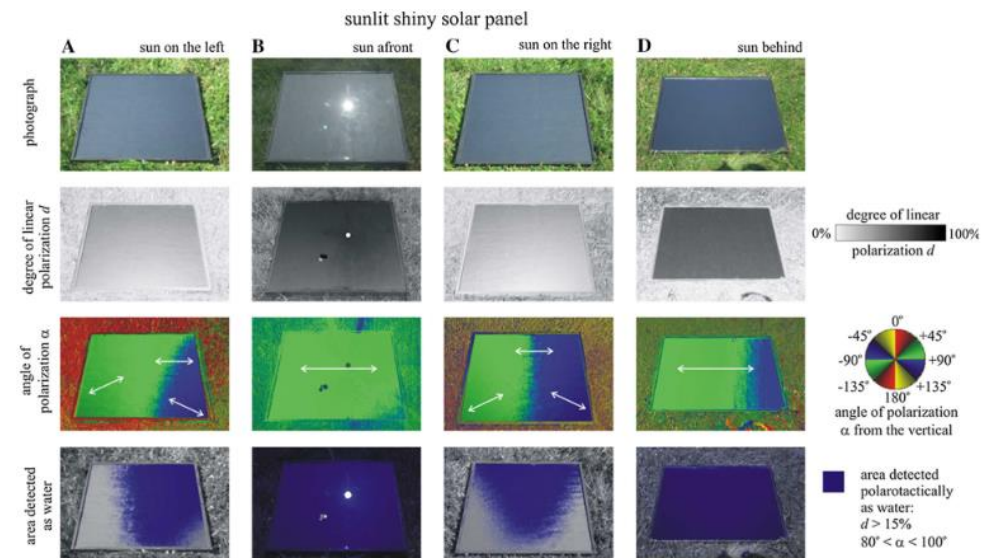 sunlit shiny solar panel
A sun on the left
B sun afront
C sun on the right
D sun behind
photograph
degree of linear
polarization d
degree of linear
0% 100%
polarization d
angle of
polarization α
0°
-45° +45°
-90° +90°
-135° +135°
180°
angle of polarization
α from the vertical
area detected
as water
area detected
polarotactically
as water:
d > 15%
80° < α < 100°